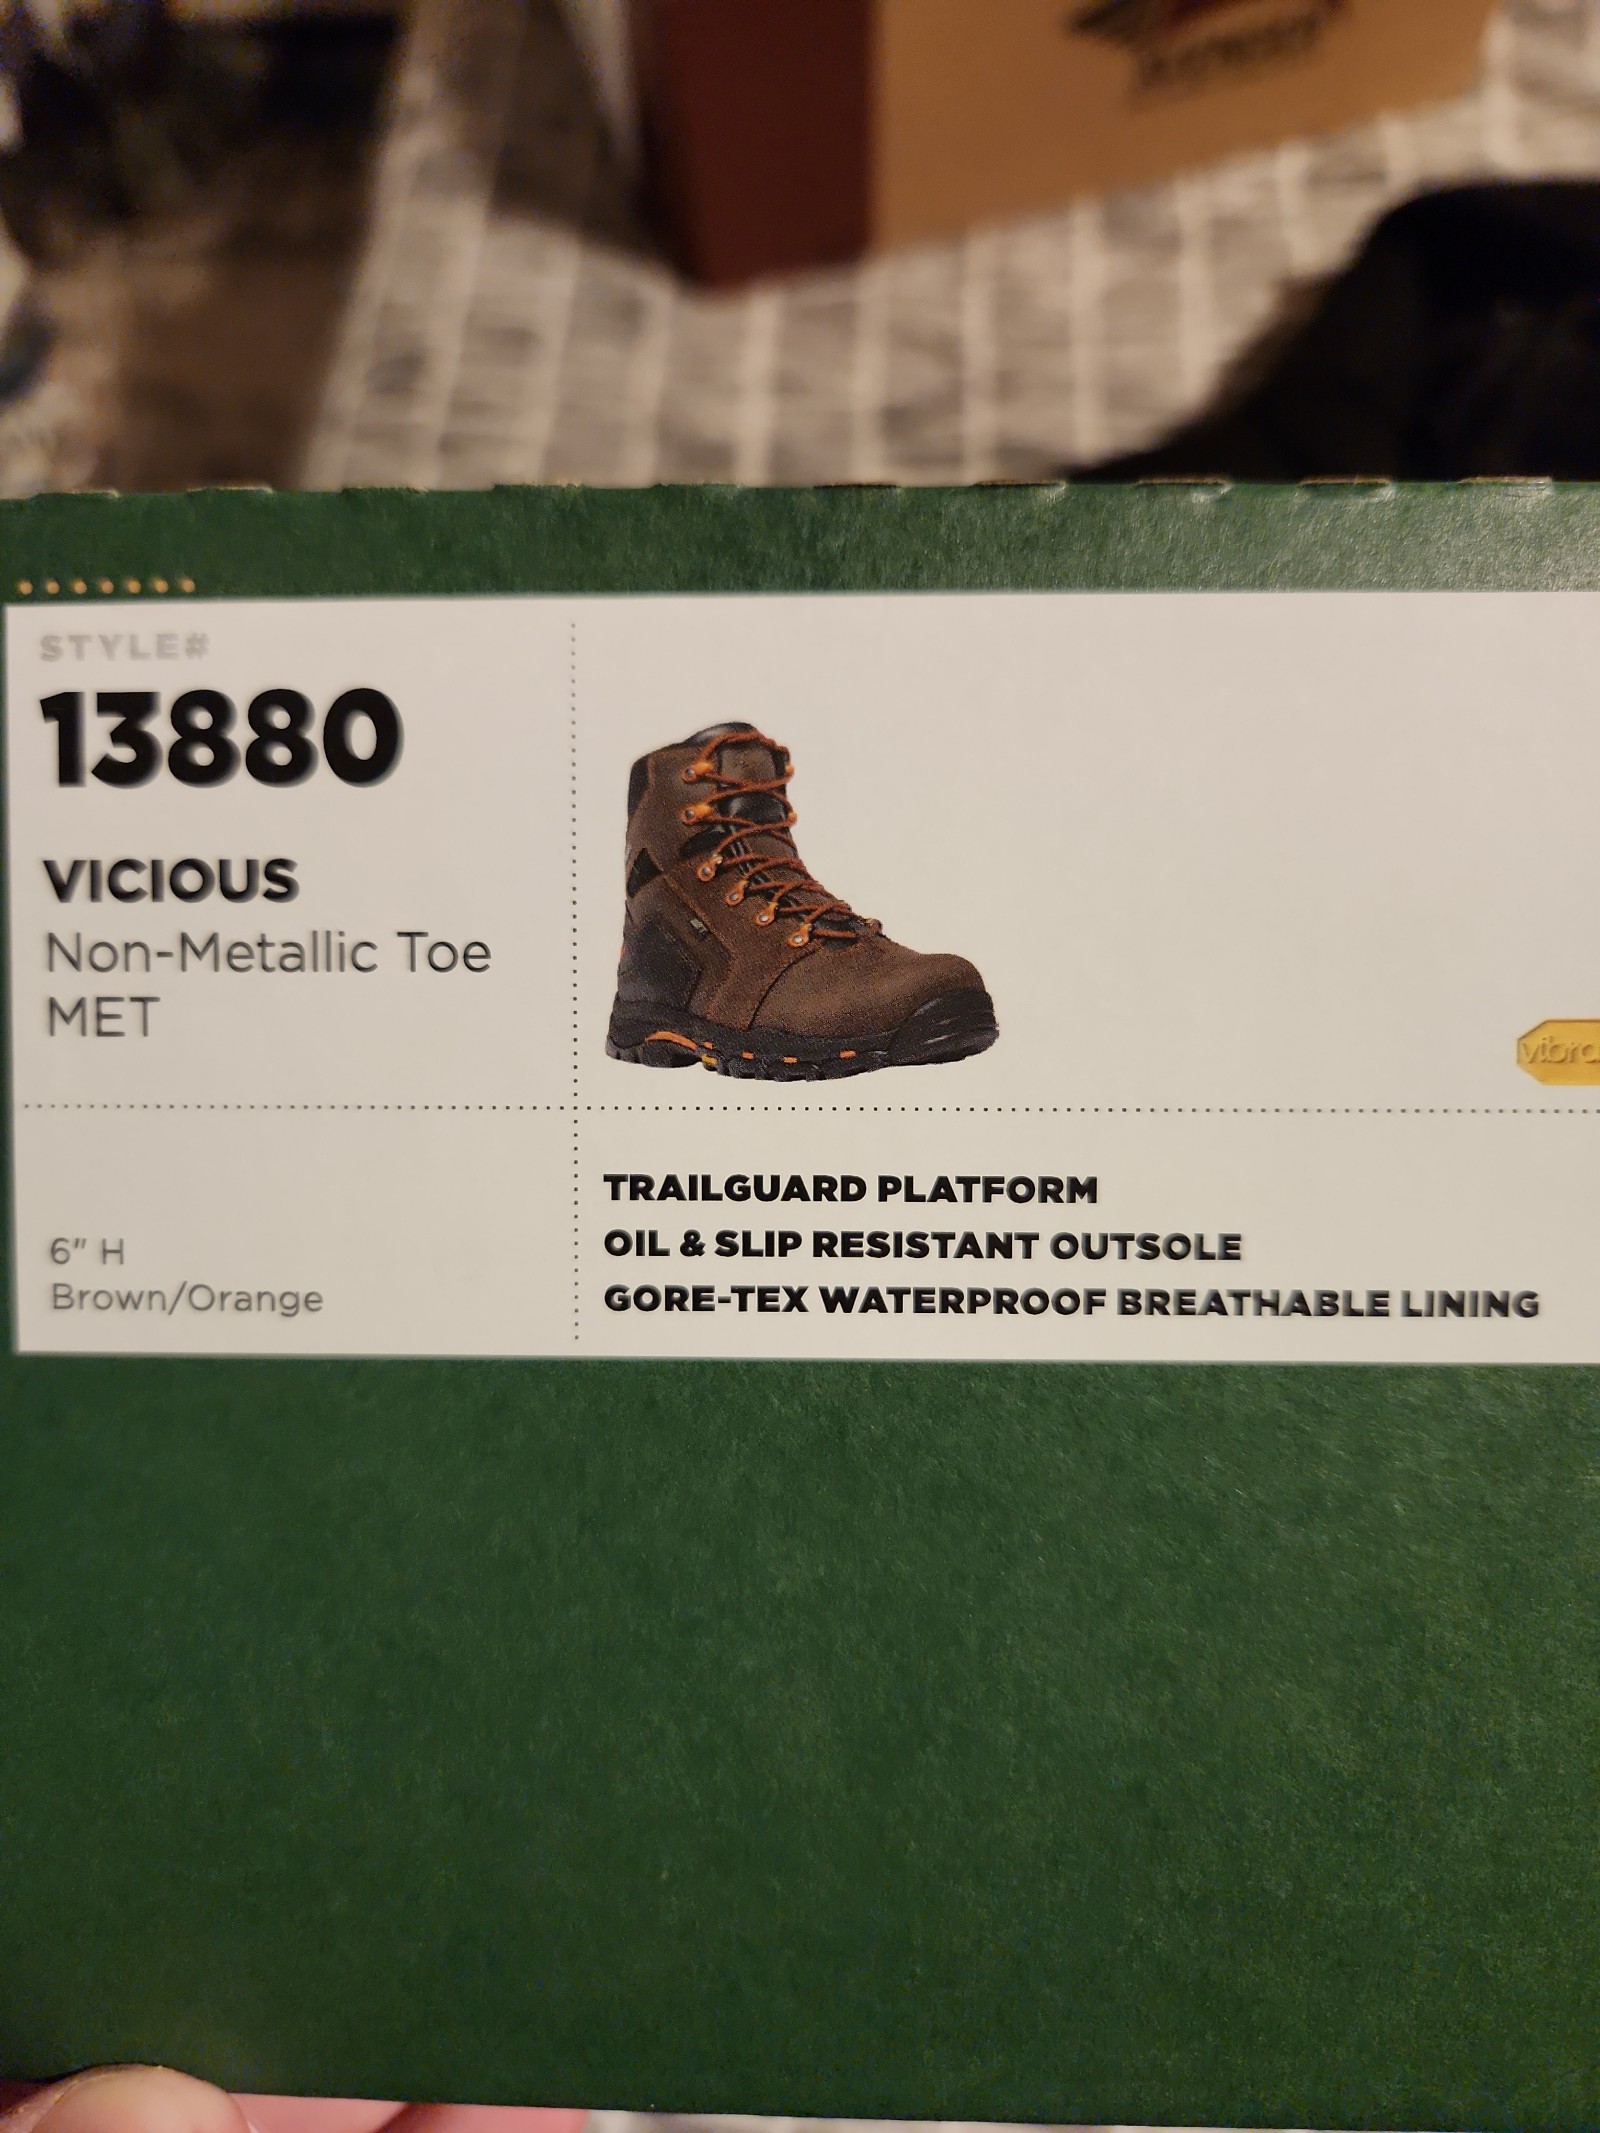 STYLE#
13880
VICIOUS
Non-Metallic Toe
MET
6" H
Brown/Orange
vibra
TRAILGUARD PLATFORM
OIL & SLIP RESISTANT OUTSOLE
GORE-TEX WATERPROOF BREATHABLE LINING